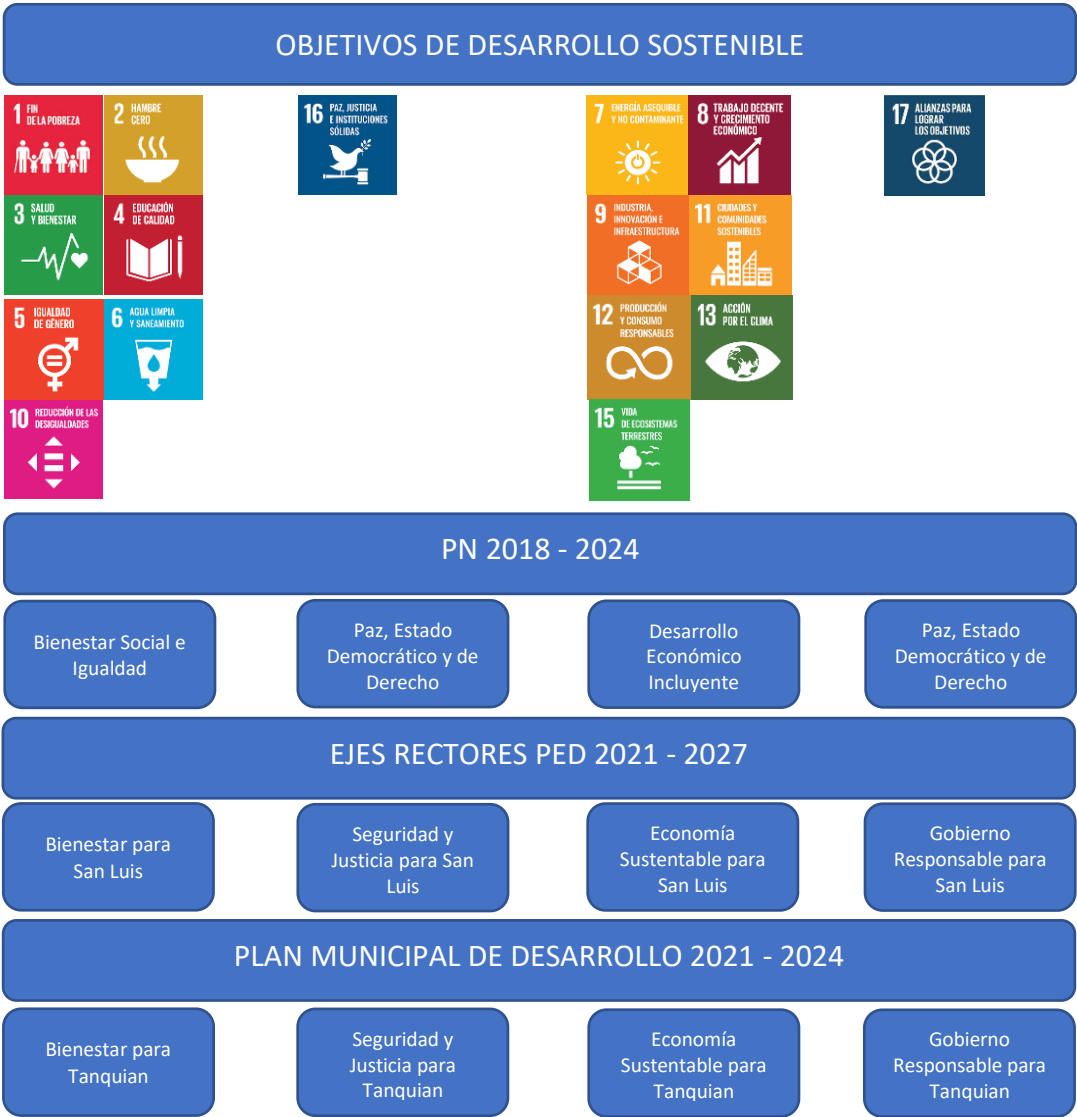 OBJETIVOS DE DESARROLLO SOSTENIBLE
1 FIN
DE LA POBREZA
2 HAMBRE
CERO
16 PAZ, JUSTICIA
E INSTITUCIONES
SÓLIDAS
7 ENERGÍA ASEQUIBLE
Y NO CONTAMINANTE
8 TRABAJO DECENTE
Y CRECIMIENTO
ECONÓMICO
17 ALIANZAS PARA
LOGRAR
LOS OBJETIVOS
3 SALUD
Y BIENESTAR
4 EDUCACIÓN
DE CALIDAD
9 INDUSTRIA,
INNOVACIÓN E
INFRAESTRUCTURA
11 CIUDADES Y
COMUNIDADES
SOSTENIBLES
5 IGUALDAD
DE GÉNERO
6 AGUA LIMPIA
Y SANEAMIENTO
12 PRODUCCIÓN
Y CONSUMO
RESPONSABLES
13 ACCIÓN
POR EL CLIMA
10 REDUCCIÓN DE LAS
DESIGUALDADES
15 VIDA
DE ECOSISTEMAS
TERRESTRES
PN 2018 - 2024
Bienestar Social e
Igualdad
Paz, Estado
Democrático y de
Derecho
Desarrollo
Económico
Incluyente
Paz, Estado
Democrático y de
Derecho
EJES RECTORES PED 2021 - 2027
Bienestar para
San Luis
Seguridad y
Justicia para San
Luis
Economía
Sustentable para
San Luis
Gobierno
Responsable para
San Luis
PLAN MUNICIPAL DE DESARROLLO 2021 - 2024
Bienestar para
Tanquian
Seguridad y
Justicia para
Tanquian
Economía
Sustentable para
Tanquian
Gobierno
Responsable para
Tanquian